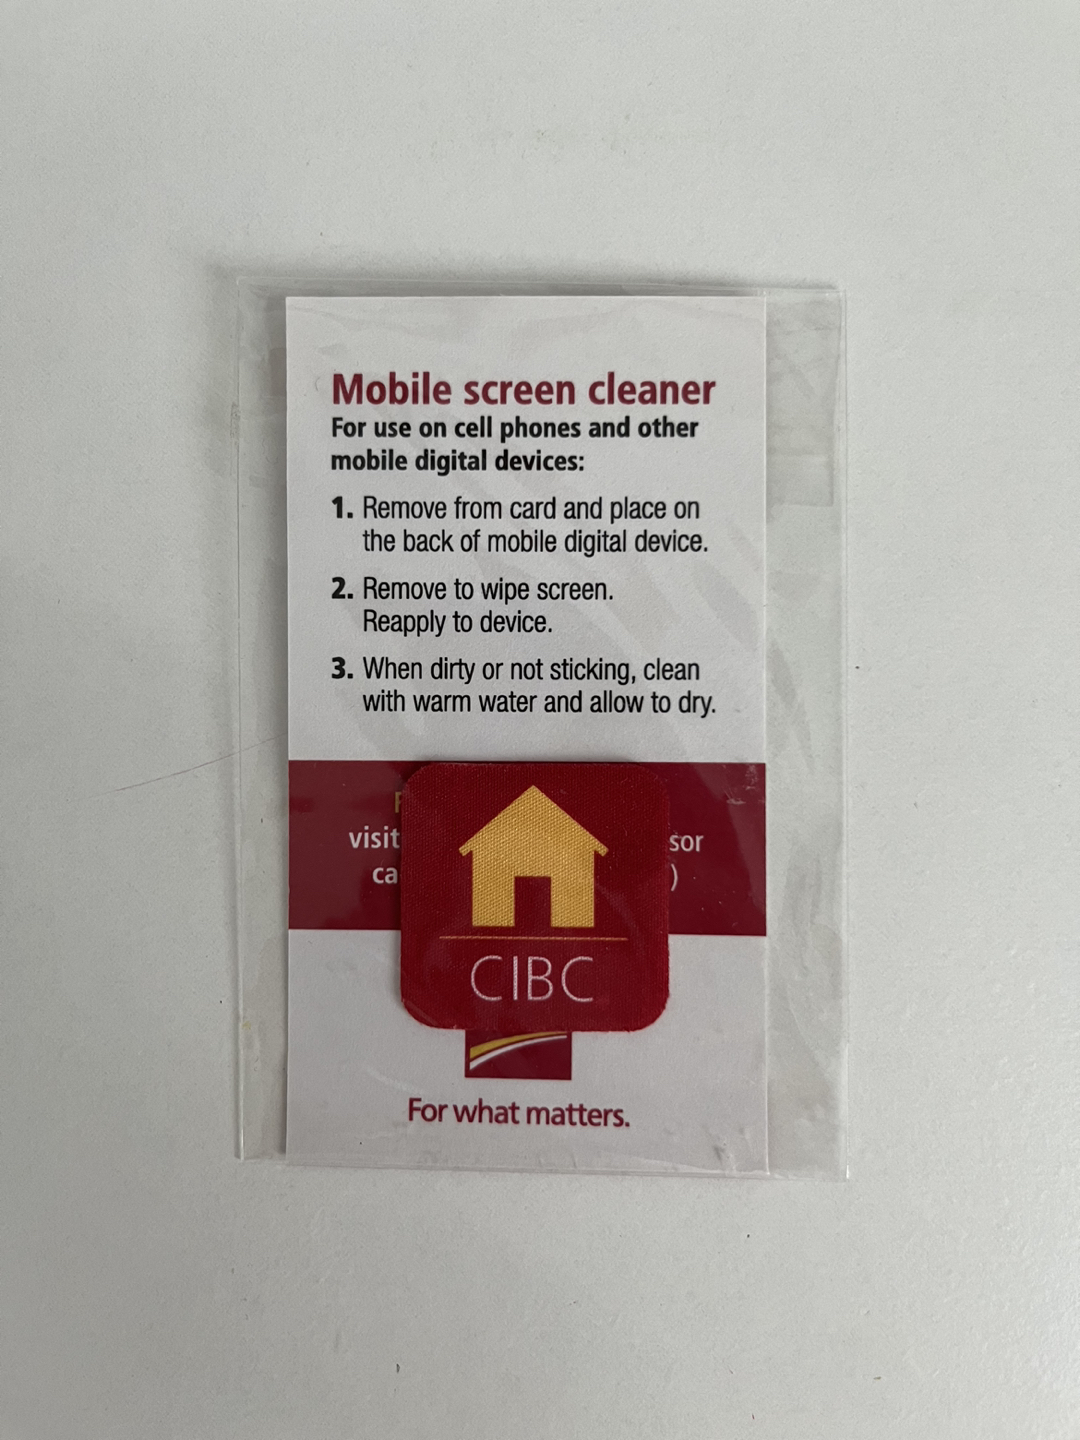 Mobile screen cleaner
For use on cell phones and other
mobile digital devices:
1. Remove from card and place on
the back of mobile digital device.
2. Remove to wipe screen.
Reapply to device.
3. When dirty or not sticking, clean
with warm water and allow to dry.
visit
CIBC
For what matters.